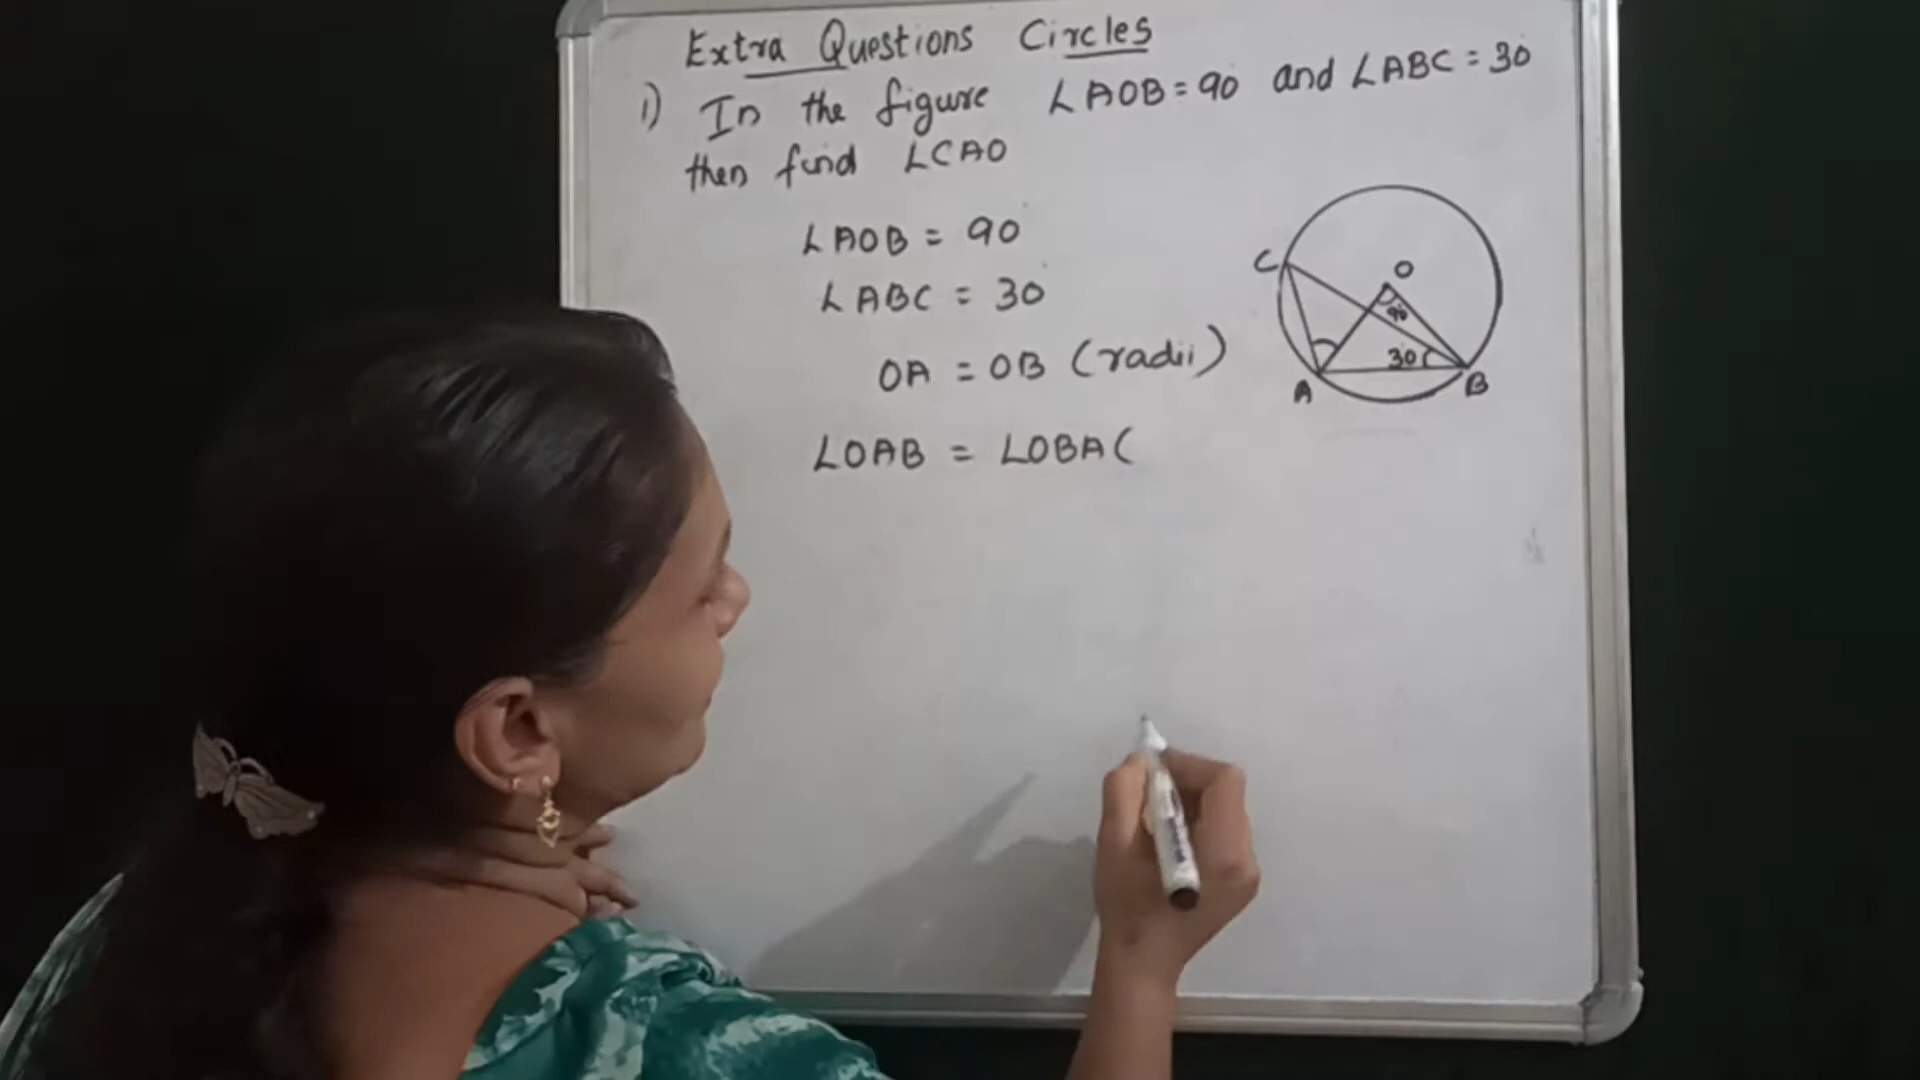 Extra Questions Circles
1) In the figure ∠AOB = 90° and ∠ABC = 30°
then find ∠CAO
∠AOB = 90°
∠ABC = 30°
OA = OB (radii)
∠OAB = ∠OBA (
C
O
90°
30
A
B